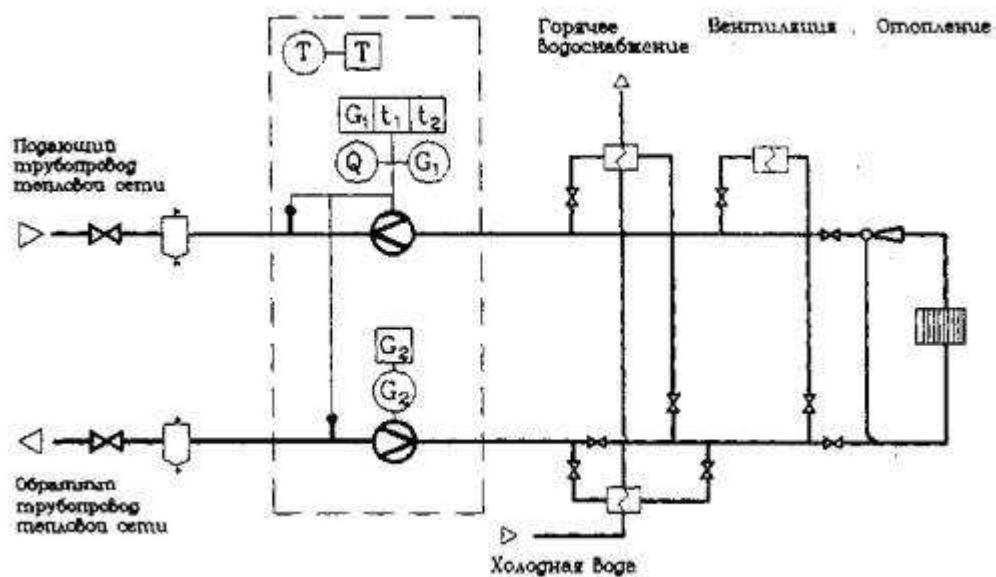 Горячее
водоснабжение
Вентиляция
Отопление
T T
G₁ t₁ t₂
Q G₁
Подающий
трубопровод
тепловой сети
G₂
G₂
Обратный
трубопровод
тепловой сети
Холодная вода